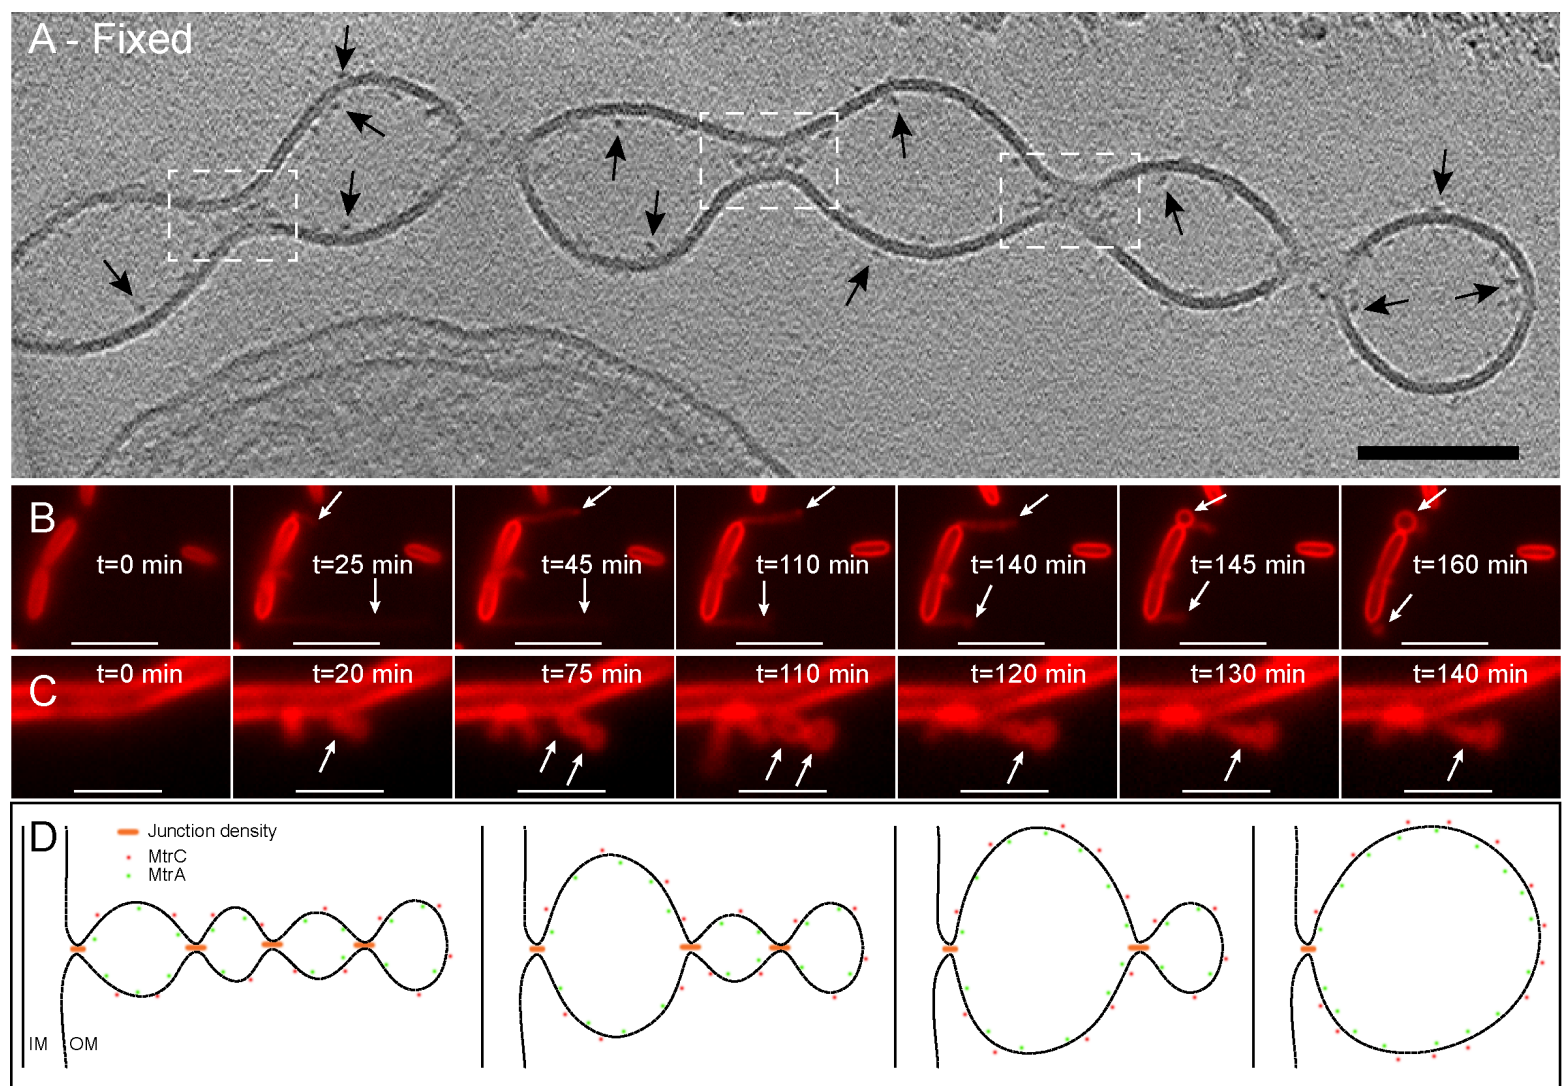 A - Fixed
B
t=0 min
t=25 min
t=45 min
t=110 min
t=140 min
t=145 min
t=160 min
C
t=0 min
t=20 min
t=75 min
t=110 min
t=120 min
t=130 min
t=140 min
D
Junction density
MtrC
MtrA
IM
OM